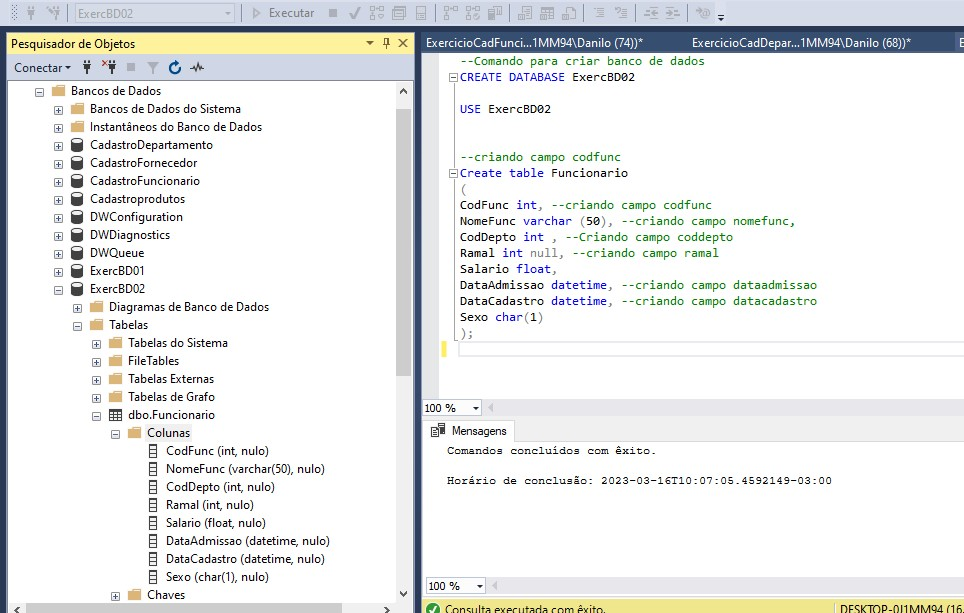 ExercBD02
Executar
Pesquisador de Objetos
Conectar
Bancos de Dados
Bancos de Dados do Sistema
Instantâneos do Banco de Dados
CadastroDepartamento
CadastroFornecedor
CadastroFuncionario
Cadastroprodutos
DWConfiguration
DWDiagnostics
DWQueue
ExercBD01
ExercBD02
Diagramas de Banco de Dados
Tabelas
Tabelas do Sistema
FileTables
Tabelas Externas
Tabelas de Grafo
dbo.Funcionario
Colunas
CodFunc (int, nulo)
NomeFunc (varchar(50), nulo)
CodDepto (int, nulo)
Ramal (int, nulo)
Salario (float, nulo)
DataAdmissao (datetime, nulo)
DataCadastro (datetime, nulo)
Sexo (char(1), nulo)
Chaves
ExercicioCadFunci...1MM94\Danilo (74))*
ExercicioCadDepar...1MM94\Danilo (68))*
E
--Comando para criar banco de dados
CREATE DATABASE ExercBD02
USE ExercBD02
--criando campo codfunc
Create table Funcionario
(
CodFunc int, --criando campo codfunc
NomeFunc varchar (50), --criando campo nomefunc,
CodDepto int , --Criando campo coddepto
Ramal int null, --criando campo ramal
Salario float,
DataAdmissao datetime, --criando campo dataadmissao
DataCadastro datetime, --criando campo datacadastro
Sexo char(1)
);
100 %
Mensagens
Comandos concluídos com êxito.
Horário de conclusão: 2023-03-16T10:07:05.4592149-03:00
100 %
Consulta executada com êxito.
DESKTOP-0J1MM94 (16.